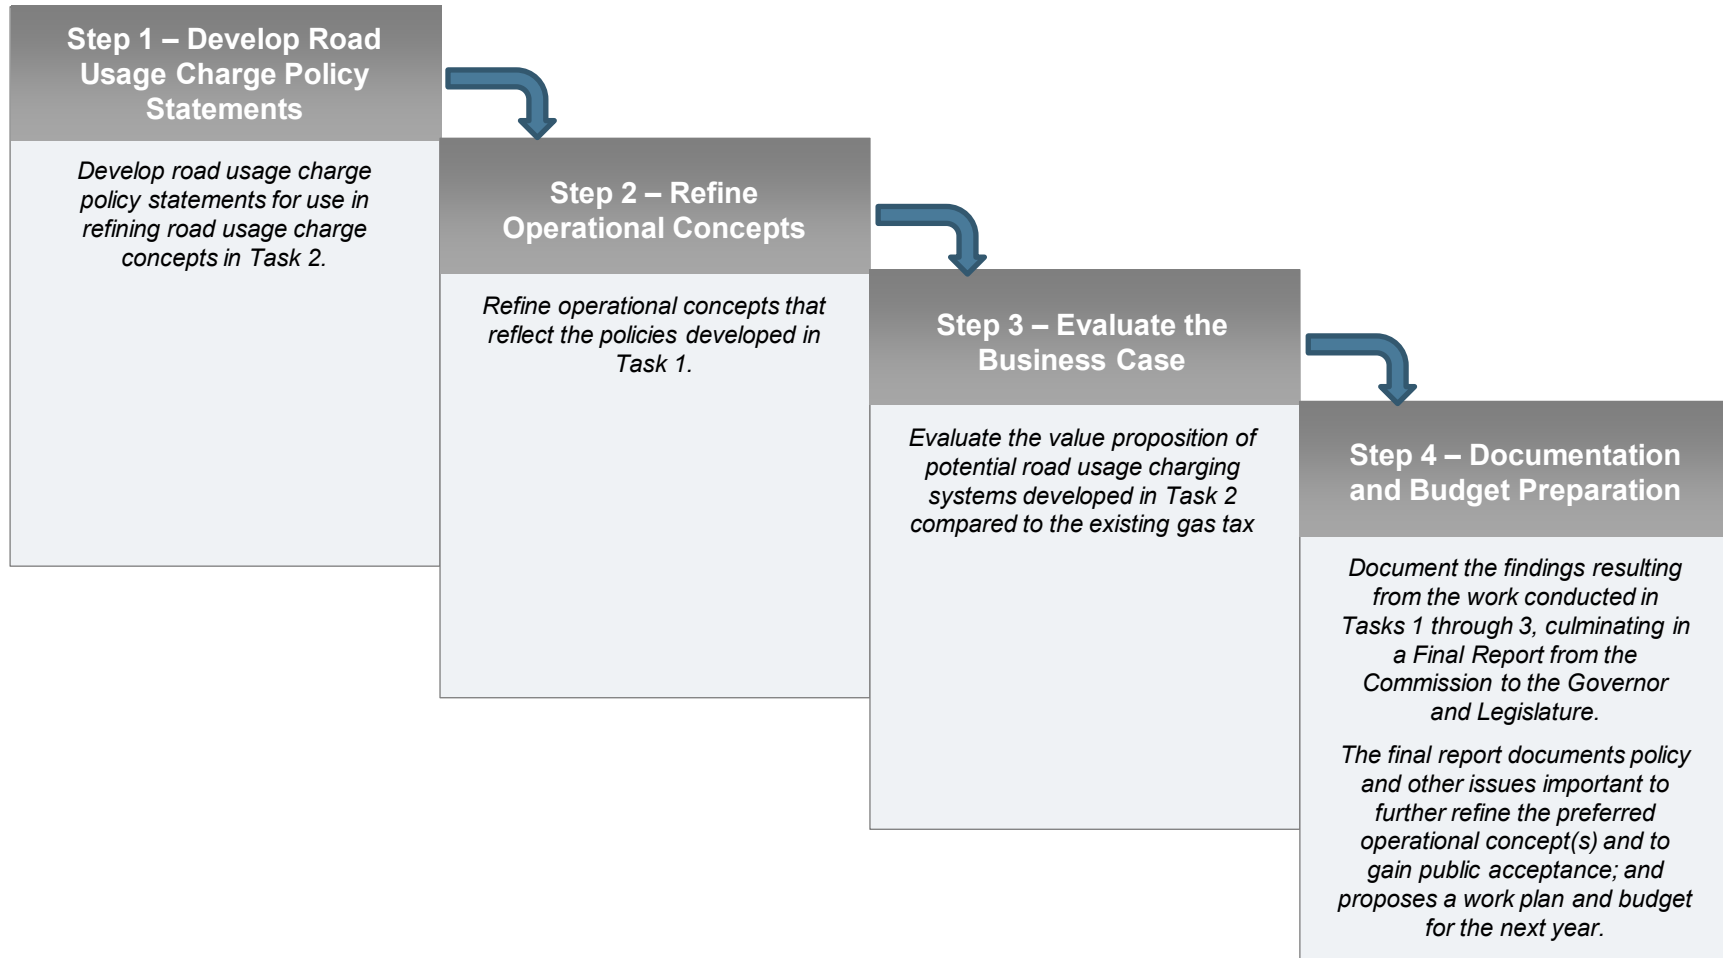 Step 1 – Develop Road
Usage Charge Policy
Statements
Develop road usage charge
policy statements for use in
refining road usage charge
concepts in Task 2.
Step 2 – Refine
Operational Concepts
Refine operational concepts that
reflect the policies developed in
Task 1.
Step 3 – Evaluate the
Business Case
Evaluate the value proposition of
potential road usage charging
systems developed in Task 2
compared to the existing gas tax
Step 4 – Documentation
and Budget Preparation
Document the findings resulting
from the work conducted in
Tasks 1 through 3, culminating in
a Final Report from the
Commission to the Governor
and Legislature.
The final report documents policy
and other issues important to
further refine the preferred
operational concept(s) and to
gain public acceptance; and
proposes a work plan and budget
for the next year.